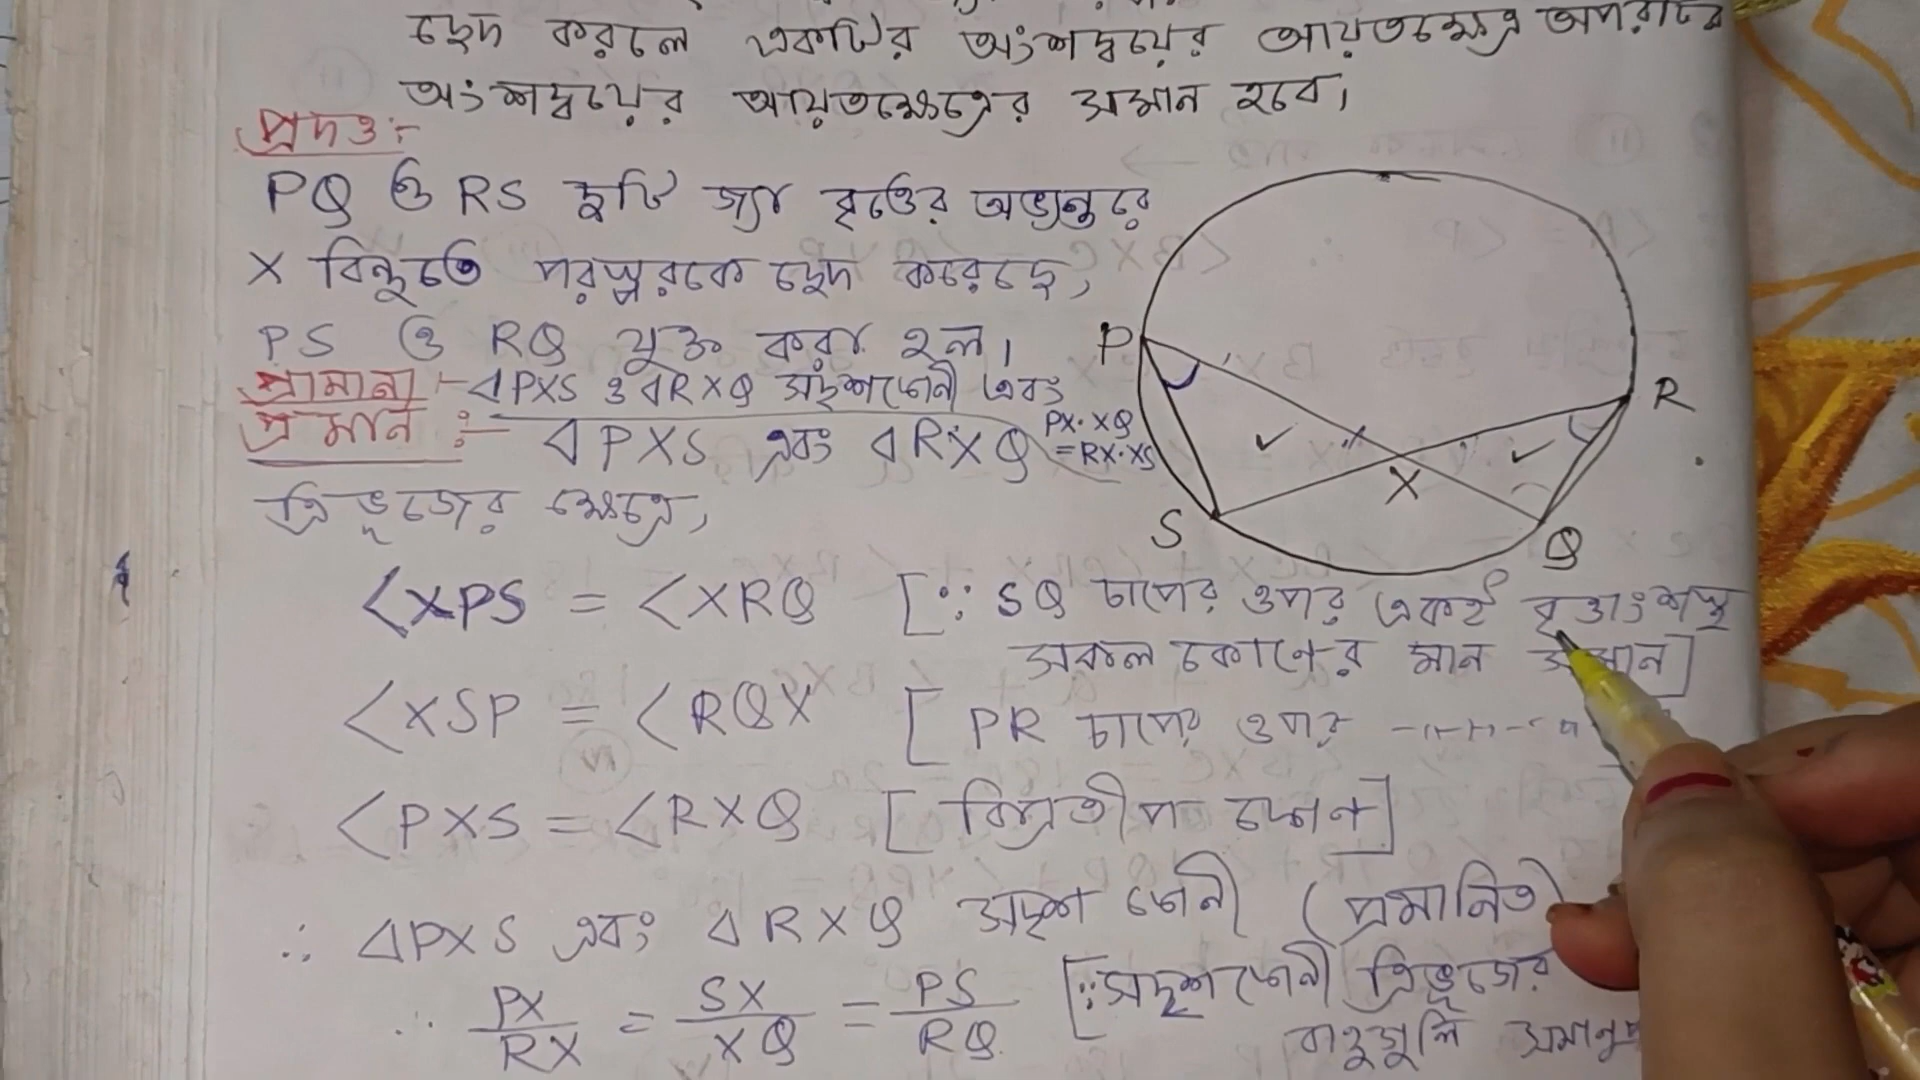 ছেদ করলে একটির অংশদ্বয়ের আয়তক্ষেত্র অপরটির
অংশদ্বয়ের আয়তক্ষেত্রের সমান হবে।
প্রদত্ত :-
PQ ও RS দুটি জ্যা বৃত্তের অভ্যন্তরে
X বিন্দুতে পরস্পরকে ছেদ করেছে,
PS ও RQ যুক্ত করা হল।
প্রামান্য :- ΔPXS ও ΔRXQ সদৃশকোনী এবং
PX·XQ
= RX·XS
প্রমান :- ΔPXS এবং ΔRXQ
ত্রিভূজের ক্ষেত্রে,
P
R
X
S
Q
<XPS = <XRQ [∵ SQ চাপের ওপর একই বৃত্তাংশস্থ
সকল কোণের মান সমান]
<XSP = <RQX [PR চাপের ওপর -----"
<PXS = <RXQ [বিপ্রতীপ কোণ]
∴ ΔPXS এবং ΔRXQ সদৃশ কোনী (প্রমানিত)
∴ PX/RX = SX/XQ = PS/RQ [∵ সদৃশকোনী ত্রিভূজের
বাহুগুলি